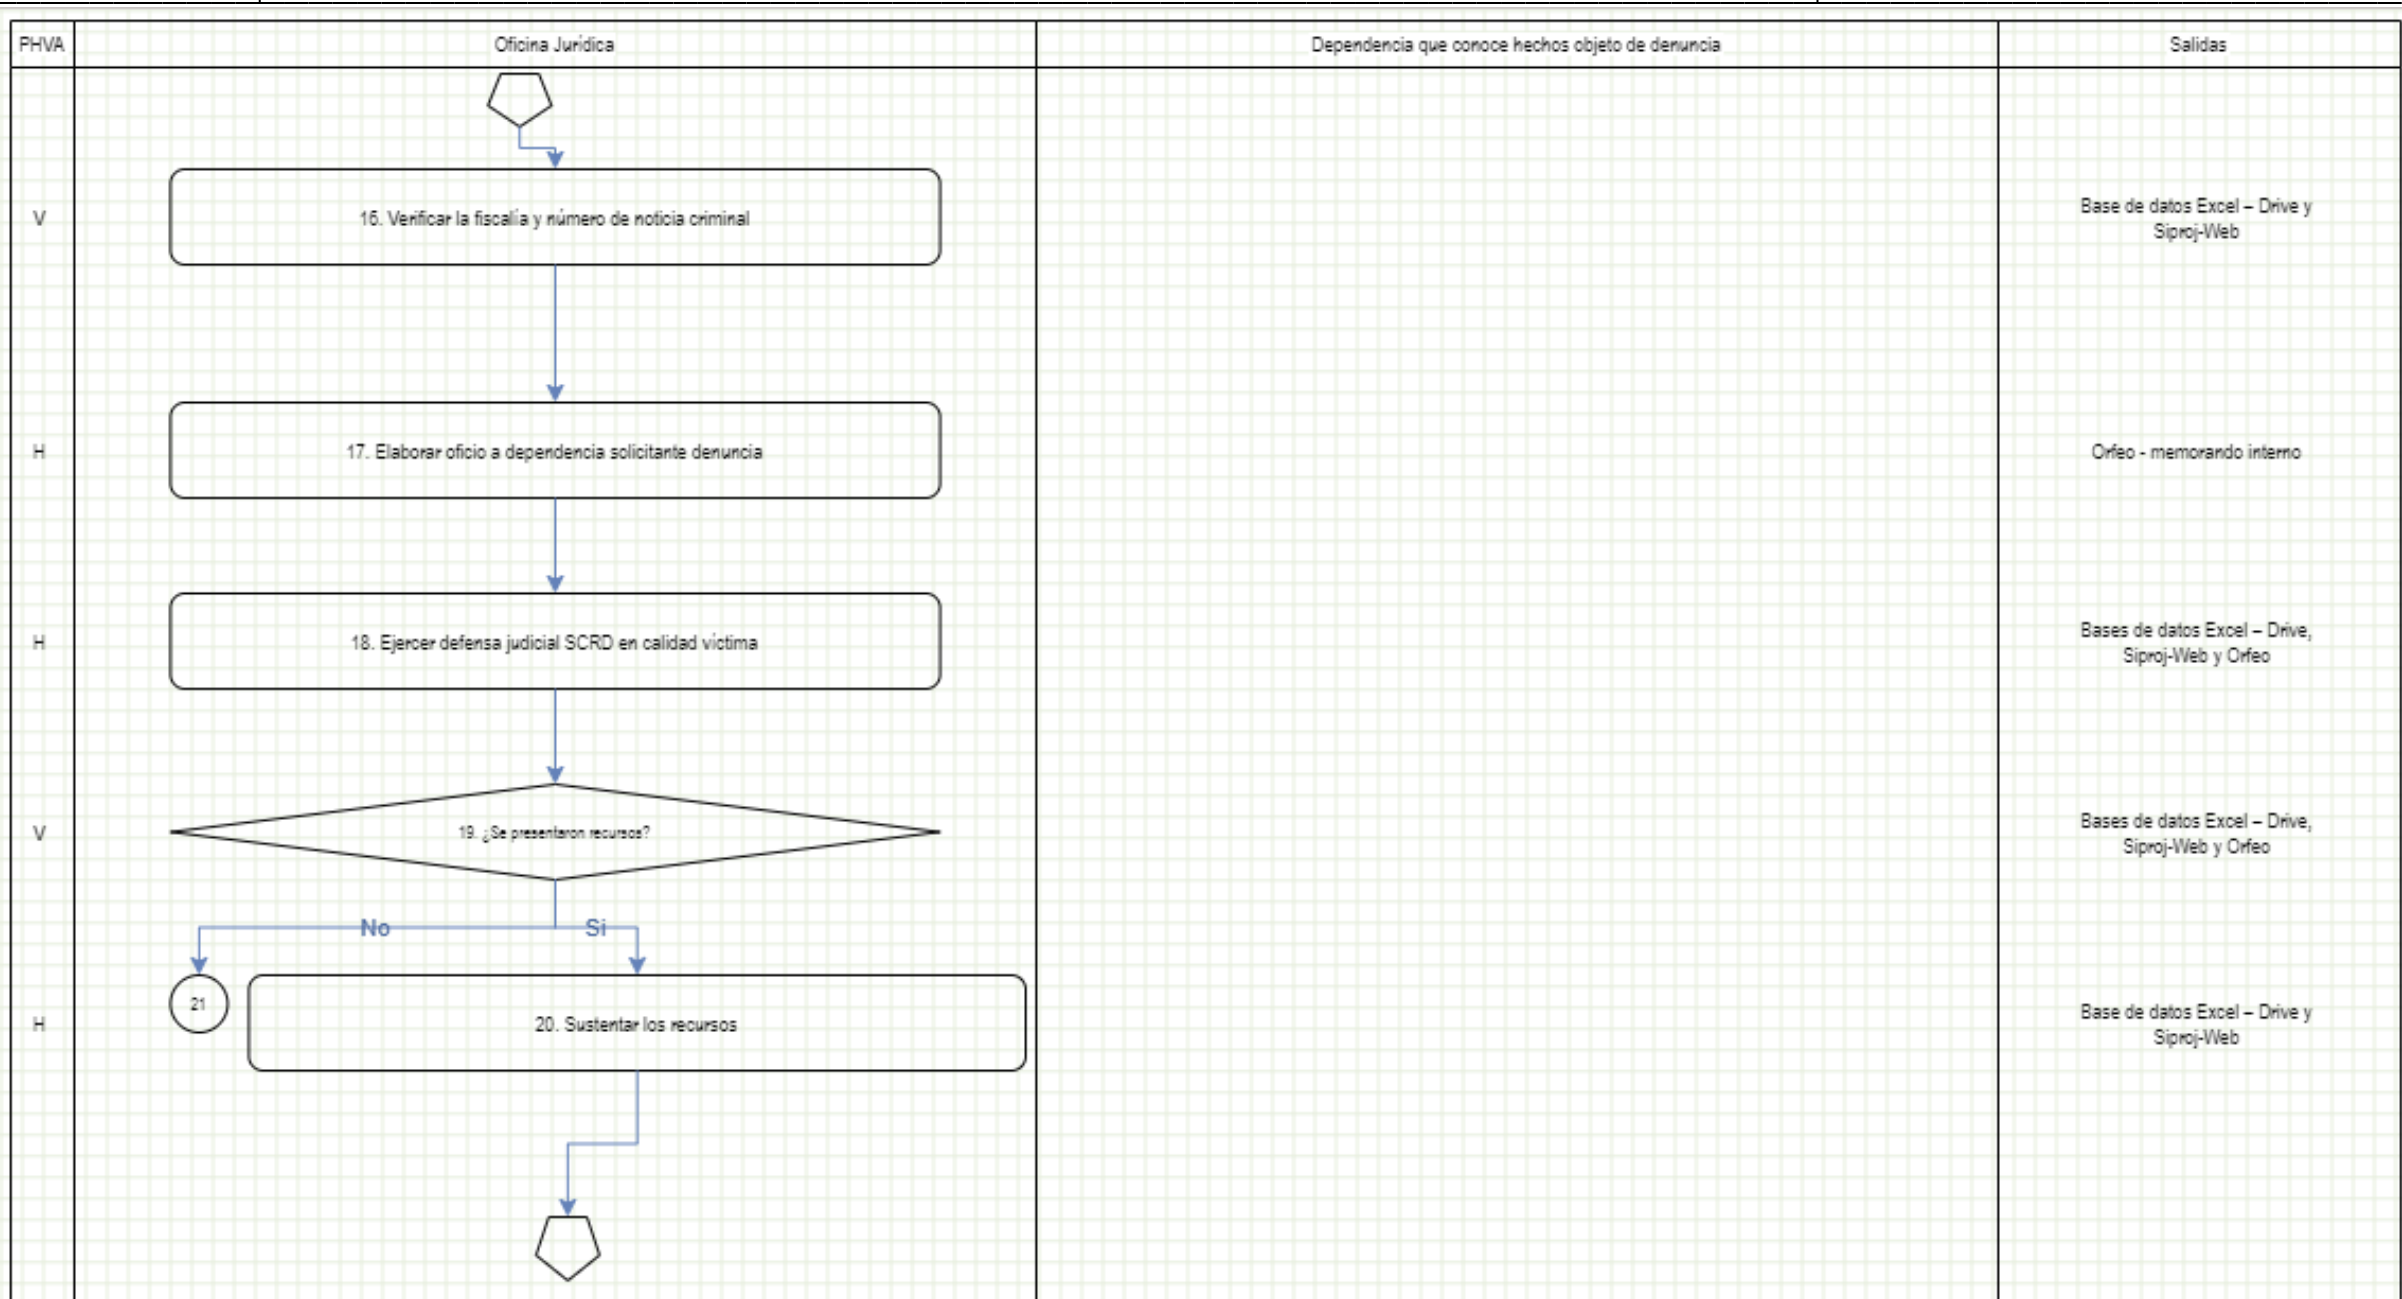 PHVA
Oficina Jurídica
Dependencia que conoce hechos objeto de denuncia
Salidas
V
16. Verificar la fiscalía y número de noticia criminal
Base de datos Excel – Drive y
Siproj-Web
H
17. Elaborar oficio a dependencia solicitante denuncia
Orfeo - memorando interno
H
18. Ejercer defensa judicial SCRD en calidad víctima
Bases de datos Excel – Drive,
Siproj-Web y Orfeo
V
19. ¿Se presentaron recursos?
Bases de datos Excel – Drive,
Siproj-Web y Orfeo
No
Si
21
H
20. Sustentar los recursos
Base de datos Excel – Drive y
Siproj-Web